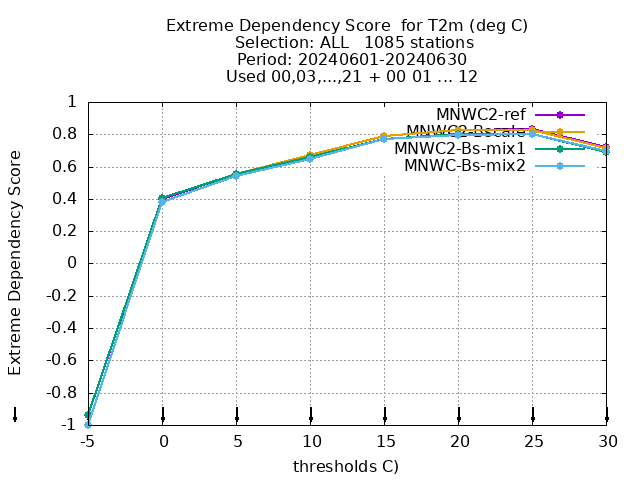 Extreme Dependency Score  for T2m (deg C)
Selection: ALL   1085 stations
Period: 20240601-20240630
Used 00,03,...,21 + 00 01 ... 12
Extreme Dependency Score
1
0.8
0.6
0.4
0.2
0
-0.2
-0.4
-0.6
-0.8
-1
MNWC2-ref
MNWC2-Bscale
MNWC2-Bs-mix1
MNWC-Bs-mix2
-5 0 5 10 15 20 25 30
thresholds C)